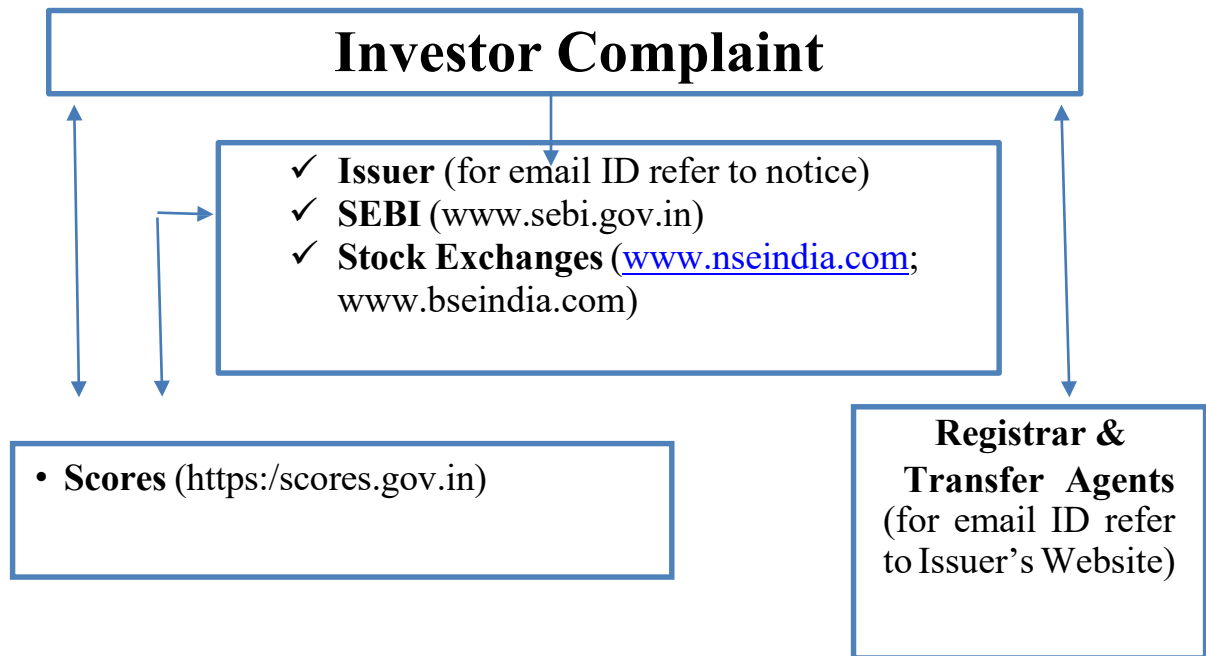 Investor Complaint
✓ Issuer (for email ID refer to notice)
✓ SEBI (www.sebi.gov.in)
✓ Stock Exchanges (www.nseindia.com;
www.bseindia.com)
• Scores (https:/scores.gov.in)
Registrar &
Transfer Agents
(for email ID refer
to Issuer’s Website)